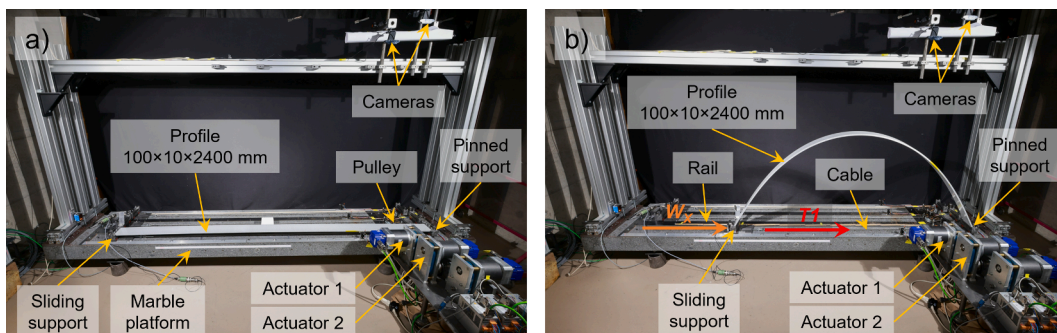 a)
Cameras
Profile
100×10×2400 mm
Pulley
Pinned
support
Sliding
support
Marble
platform
Actuator 1
Actuator 2
b)
Cameras
Profile
100×10×2400 mm
Pinned
support
Rail
Cable
Wₓ
T1
Sliding
support
Actuator 1
Actuator 2